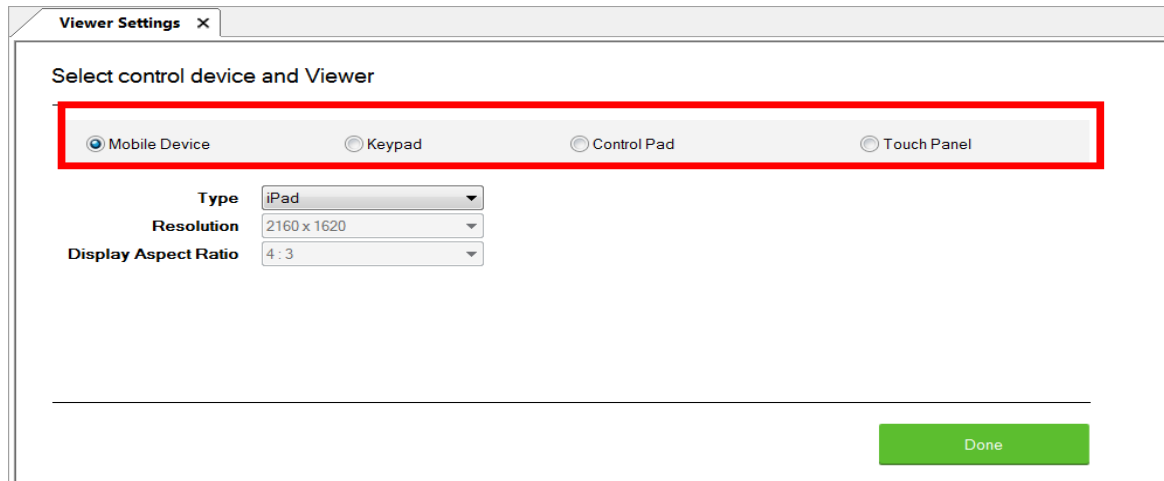 Viewer Settings X
Select control device and Viewer
Mobile Device Keypad Control Pad Touch Panel
Type iPad
Resolution 2160 x 1620
Display Aspect Ratio 4 : 3
Done